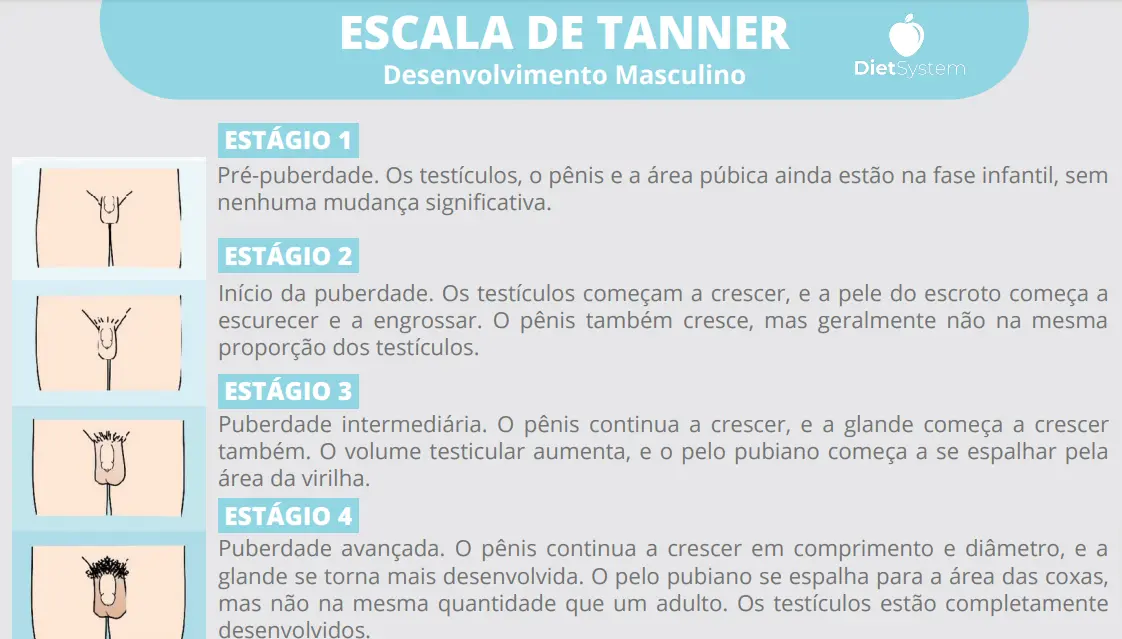 ESCALA DE TANNER
Desenvolvimento Masculino
DietSystem
ESTÁGIO 1
Pré-puberdade. Os testículos, o pênis e a área púbica ainda estão na fase infantil, sem
nenhuma mudança significativa.
ESTÁGIO 2
Início da puberdade. Os testículos começam a crescer, e a pele do escroto começa a
escurecer e a engrossar. O pênis também cresce, mas geralmente não na mesma
proporção dos testículos.
ESTÁGIO 3
Puberdade intermediária. O pênis continua a crescer, e a glande começa a crescer
também. O volume testicular aumenta, e o pelo pubiano começa a se espalhar pela
área da virilha.
ESTÁGIO 4
Puberdade avançada. O pênis continua a crescer em comprimento e diâmetro, e a
glande se torna mais desenvolvida. O pelo pubiano se espalha para a área das coxas,
mas não na mesma quantidade que um adulto. Os testículos estão completamente
desenvolvidos.